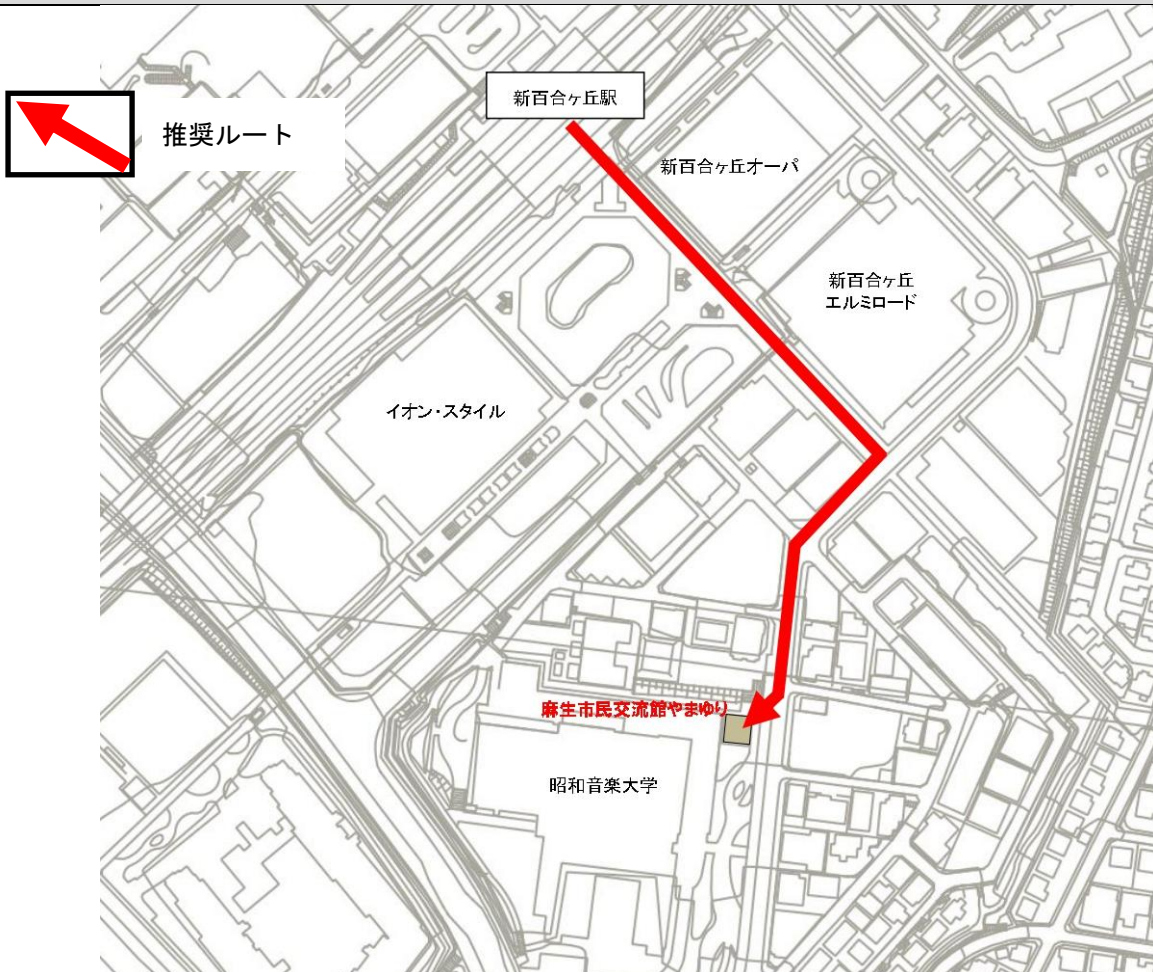 新百合ヶ丘駅
推奨ルート
新百合ヶ丘オーパ
新百合ヶ丘
エルミロード
イオン・スタイル
麻生市民交流館やまゆり
昭和音楽大学